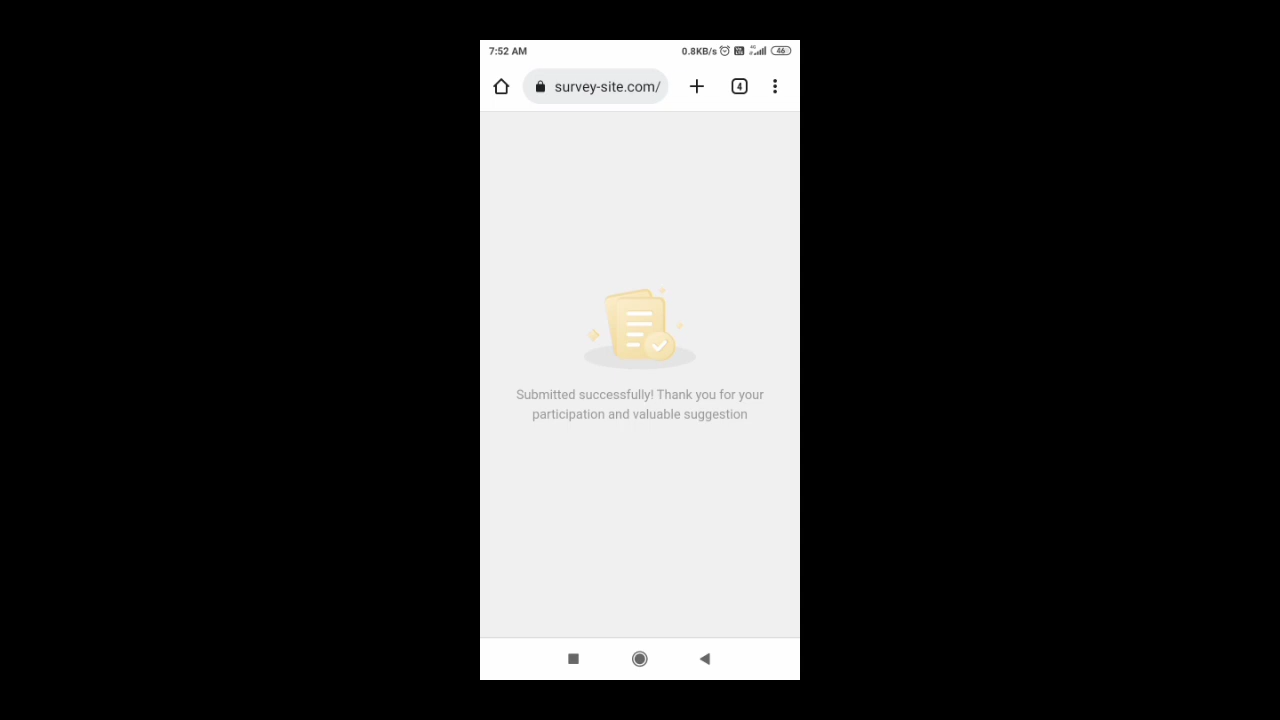 7:52 AM
0.8KB/s
4G
46
survey-site.com/
4
Submitted successfully! Thank you for your
participation and valuable suggestion